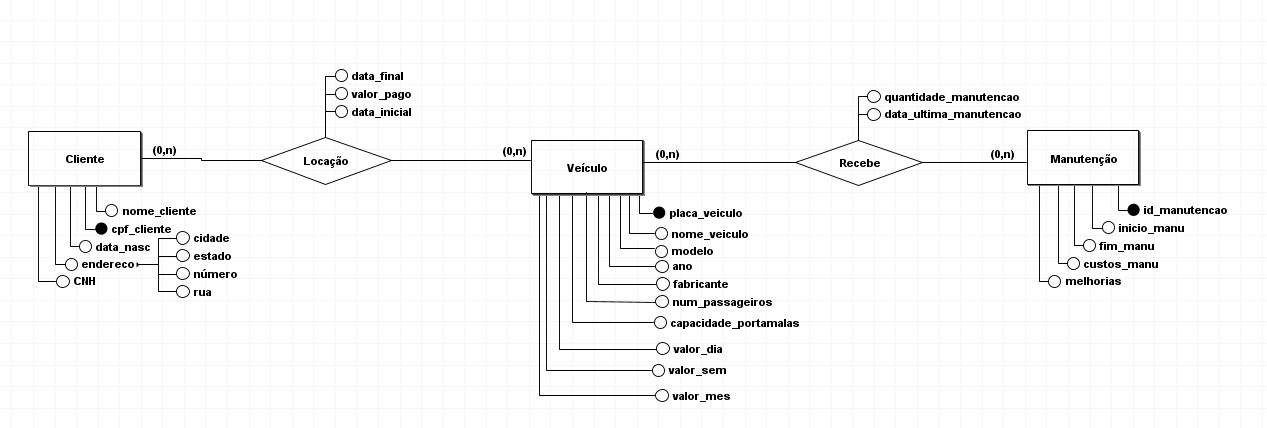 data_final
valor_pago
data_inicial
quantidade_manutencao
data_ultima_manutencao
Cliente
(0,n)
Locação
(0,n)
Veículo
(0,n)
Recebe
(0,n)
Manutenção
nome_cliente
cpf_cliente
data_nasc
endereco
CNH
cidade
estado
número
rua
placa_veiculo
nome_veiculo
modelo
ano
fabricante
num_passageiros
capacidade_portamalas
valor_dia
valor_sem
valor_mes
id_manutencao
inicio_manu
fim_manu
custos_manu
melhorias